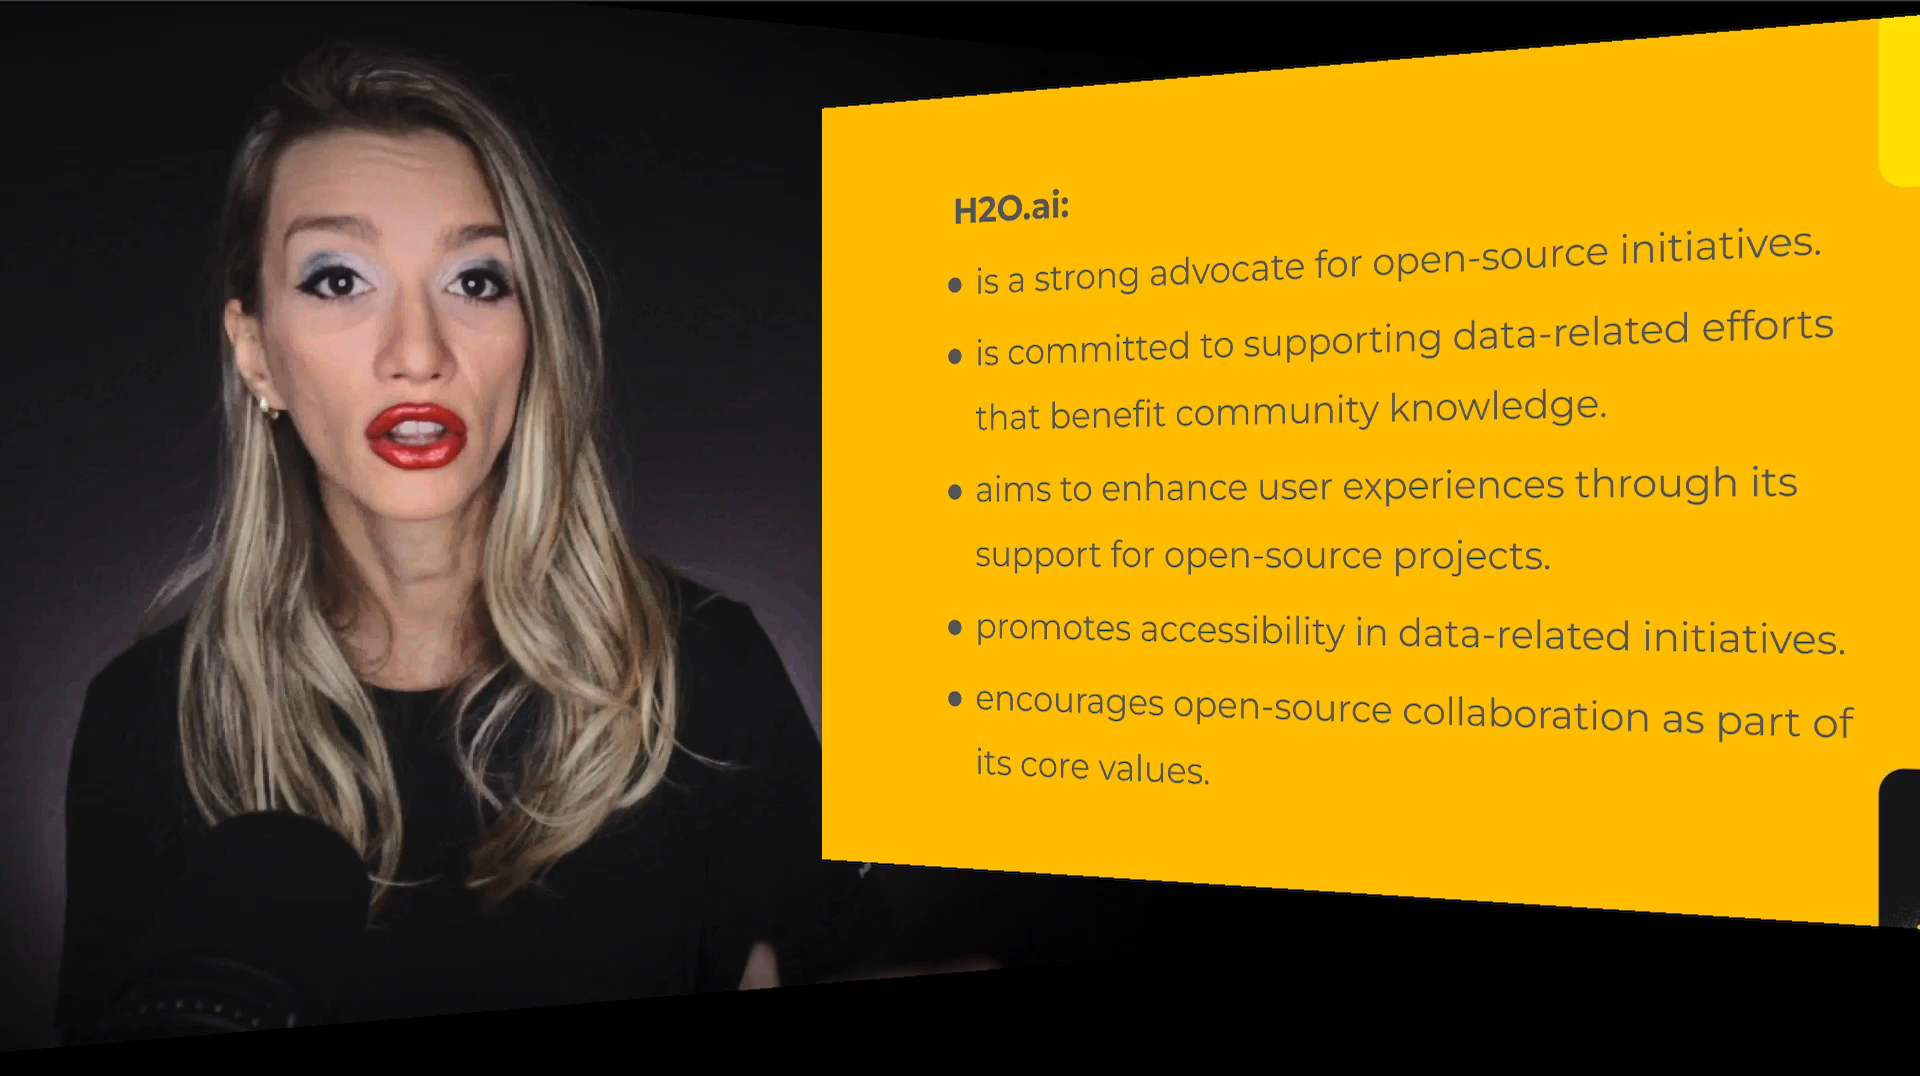 H2O.ai:
• is a strong advocate for open-source initiatives.
• is committed to supporting data-related efforts
that benefit community knowledge.
• aims to enhance user experiences through its
support for open-source projects.
• promotes accessibility in data-related initiatives.
• encourages open-source collaboration as part of
its core values.